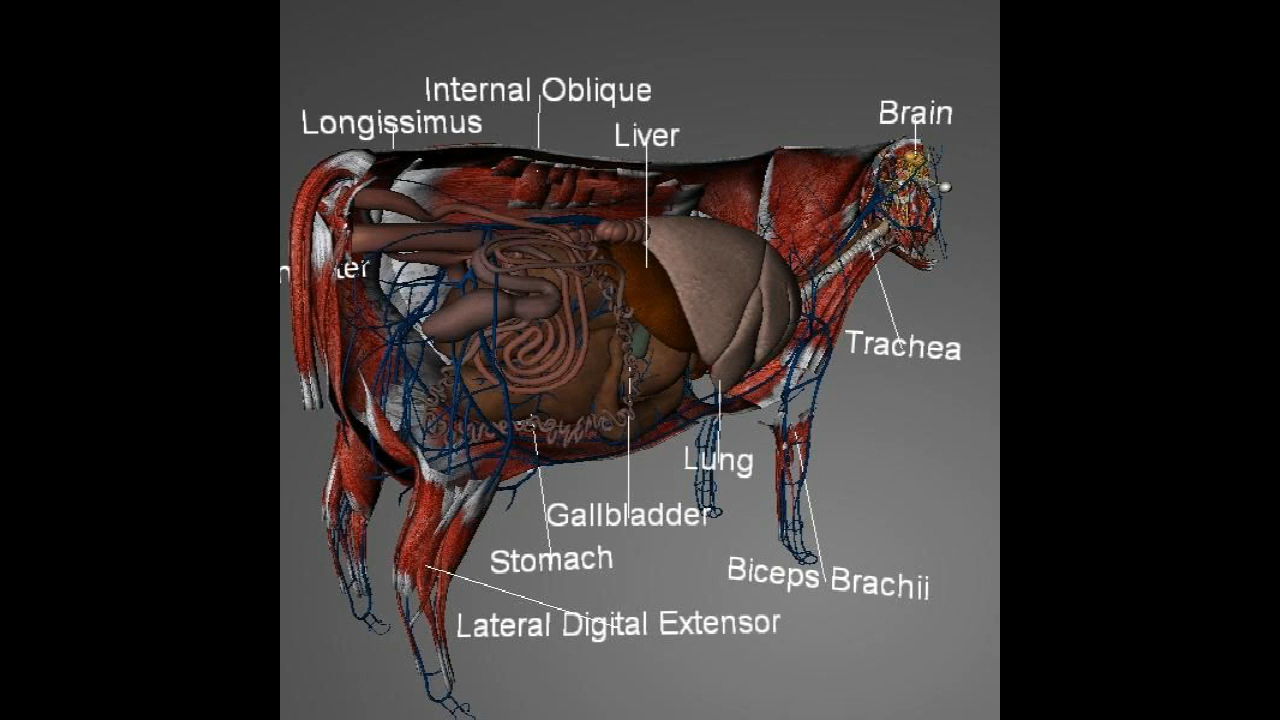 Internal Oblique
Longissimus
Liver
Brain
Trachea
Lung
Gallbladder
Stomach
Biceps Brachii
Lateral Digital Extensor